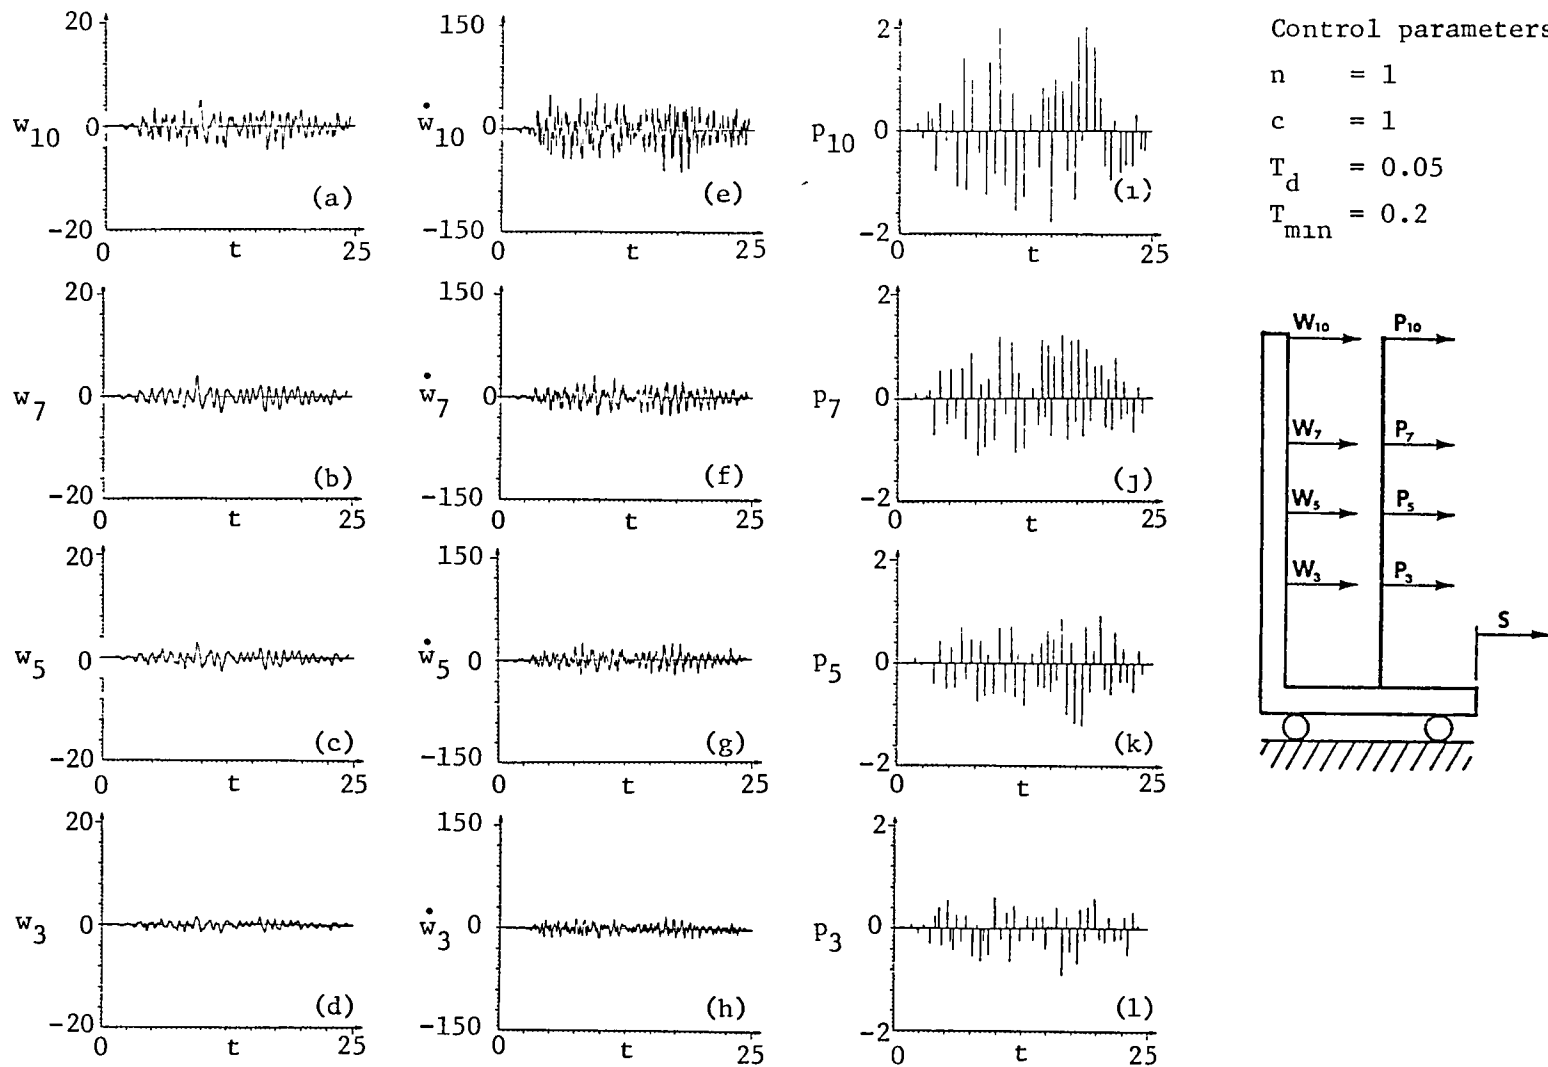 20
w10 0
(a)
-20
0 t 25
150
ẇ10 0
(e)
-150
0 t 25
2
p10 0
(ı)
-2
0 t 25
Control parameters
n = 1
c = 1
Td = 0.05
Tmın = 0.2
20
w7 0
(b)
-20
0 t 25
150
ẇ7 0
(f)
-150
0 t 25
2
p7 0
(j)
-2
0 t 25
20
w5 0
(c)
-20
0 t 25
150
ẇ5 0
(g)
-150
0 t 25
2
p5 0
(k)
-2
0 t 25
20
w3 0
(d)
-20
0 t 25
150
ẇ3 0
(h)
-150
0 t 25
2
p3 0
(l)
-2
0 t 25
W10 P10
W7 P7
W5 P5
W3 P3
S